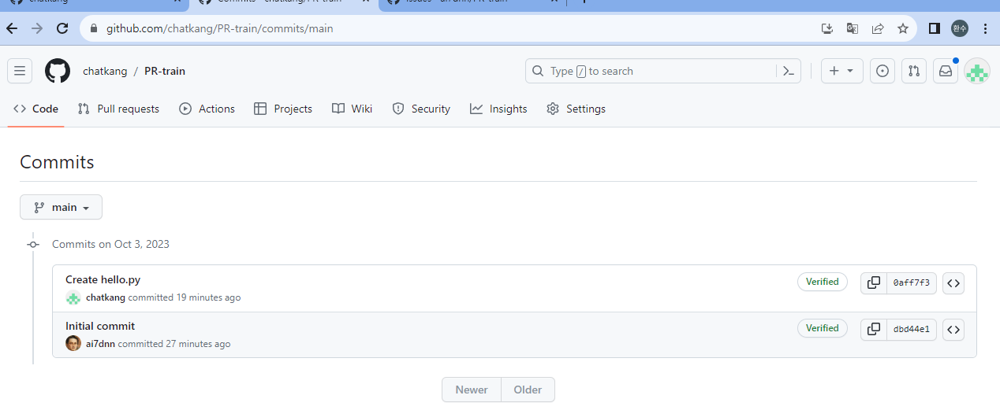 chatkang
Commits · chatkang/PR-train
Issues · ai7dnn/PR-train
github.com/chatkang/PR-train/commits/main
한수
chatkang / PR-train
Type / to search
Code
Pull requests
Actions
Projects
Wiki
Security
Insights
Settings
Commits
main
Commits on Oct 3, 2023
Create hello.py
Verified
0aff7f3
chatkang committed 19 minutes ago
Initial commit
Verified
dbd44e1
ai7dnn committed 27 minutes ago
Newer
Older